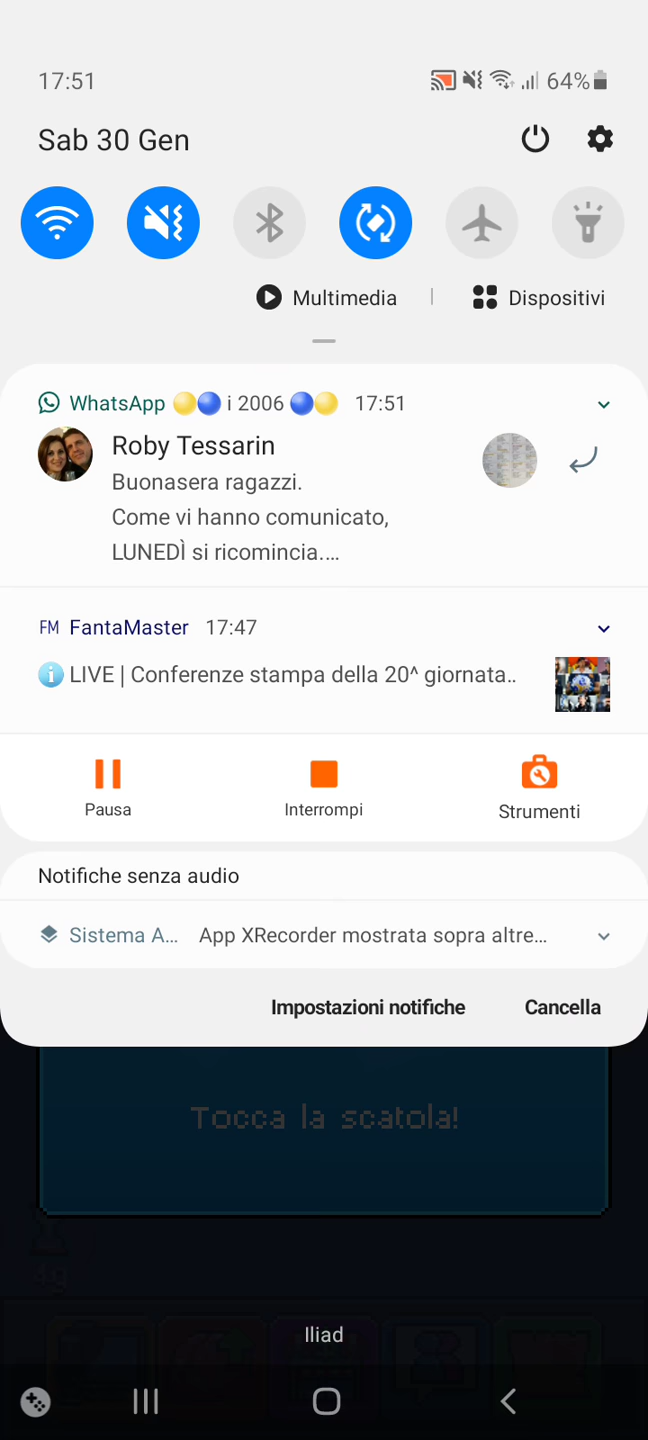 17:51
64%
Sab 30 Gen
Multimedia | Dispositivi
WhatsApp 🟡🔵 i 2006 🔵🟡 17:51
Roby Tessarin
Buonasera ragazzi.
Come vi hanno comunicato,
LUNEDÌ si ricomincia.…
FM FantaMaster 17:47
ℹ️ LIVE | Conferenze stampa della 20^ giornata..
Pausa
Interrompi
Strumenti
Notifiche senza audio
Sistema A… App XRecorder mostrata sopra altre…
Impostazioni notifiche
Cancella
Tocca la scatola!
Iliad